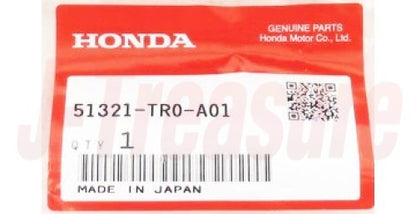 HONDA
GENUINE PARTS
Honda Motor Co., Ltd.
51321-TR0-A01
QTY 1
MADE IN JAPAN
J-Treasure